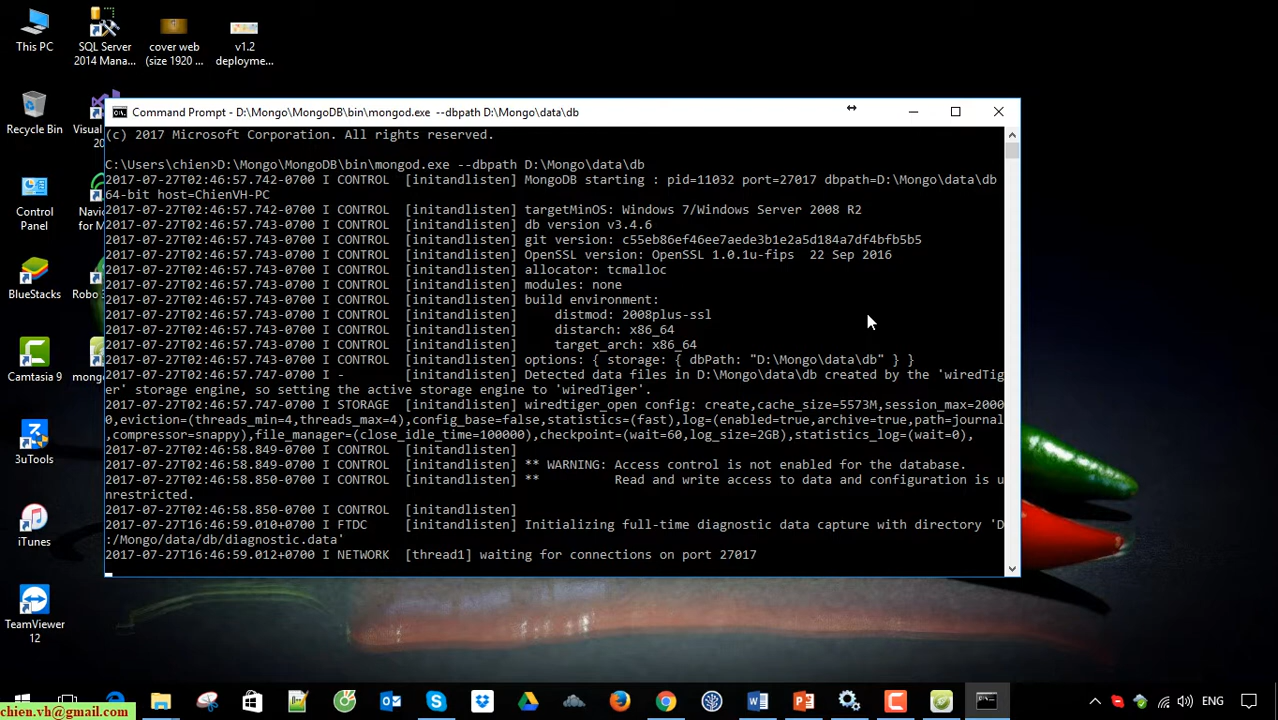 This PC
SQL Server
2014 Mana...
cover web
(size 1920 ...
v1.2
deployme...
Recycle Bin
Visual
20
Control
Panel
Navic
for M
BlueStacks
Robo 3
Camtasia 9
mong
3uTools
iTunes
TeamViewer
12
Command Prompt - D:\Mongo\MongoDB\bin\mongod.exe --dbpath D:\Mongo\data\db
(c) 2017 Microsoft Corporation. All rights reserved.
C:\Users\chien>D:\Mongo\MongoDB\bin\mongod.exe --dbpath D:\Mongo\data\db
2017-07-27T02:46:57.742-0700 I CONTROL  [initandlisten] MongoDB starting : pid=11032 port=27017 dbpath=D:\Mongo\data\db
64-bit host=ChienVH-PC
2017-07-27T02:46:57.742-0700 I CONTROL  [initandlisten] targetMinOS: Windows 7/Windows Server 2008 R2
2017-07-27T02:46:57.743-0700 I CONTROL  [initandlisten] db version v3.4.6
2017-07-27T02:46:57.743-0700 I CONTROL  [initandlisten] git version: c55eb86ef46ee7aede3b1e2a5d184a7df4bfb5b5
2017-07-27T02:46:57.743-0700 I CONTROL  [initandlisten] OpenSSL version: OpenSSL 1.0.1u-fips  22 Sep 2016
2017-07-27T02:46:57.743-0700 I CONTROL  [initandlisten] allocator: tcmalloc
2017-07-27T02:46:57.743-0700 I CONTROL  [initandlisten] modules: none
2017-07-27T02:46:57.743-0700 I CONTROL  [initandlisten] build environment:
2017-07-27T02:46:57.743-0700 I CONTROL  [initandlisten]     distmod: 2008plus-ssl
2017-07-27T02:46:57.743-0700 I CONTROL  [initandlisten]     distarch: x86_64
2017-07-27T02:46:57.743-0700 I CONTROL  [initandlisten]     target_arch: x86_64
2017-07-27T02:46:57.743-0700 I CONTROL  [initandlisten] options: { storage: { dbPath: "D:\Mongo\data\db" } }
2017-07-27T02:46:57.747-0700 I -        [initandlisten] Detected data files in D:\Mongo\data\db created by the 'wiredTig
er' storage engine, so setting the active storage engine to 'wiredTiger'.
2017-07-27T02:46:57.747-0700 I STORAGE  [initandlisten] wiredtiger_open config: create,cache_size=5573M,session_max=2000
0,eviction=(threads_min=4,threads_max=4),config_base=false,statistics=(fast),log=(enabled=true,archive=true,path=journal
,compressor=snappy),file_manager=(close_idle_time=100000),checkpoint=(wait=60,log_size=2GB),statistics_log=(wait=0),
2017-07-27T02:46:58.849-0700 I CONTROL  [initandlisten]
2017-07-27T02:46:58.849-0700 I CONTROL  [initandlisten] ** WARNING: Access control is not enabled for the database.
2017-07-27T02:46:58.850-0700 I CONTROL  [initandlisten] **          Read and write access to data and configuration is u
nrestricted.
2017-07-27T02:46:58.850-0700 I CONTROL  [initandlisten]
2017-07-27T16:46:59.010+0700 I FTDC     [initandlisten] Initializing full-time diagnostic data capture with directory 'D
:/Mongo/data/db/diagnostic.data'
2017-07-27T16:46:59.012+0700 I NETWORK  [thread1] waiting for connections on port 27017
chien.vh@gmail.com
ENG